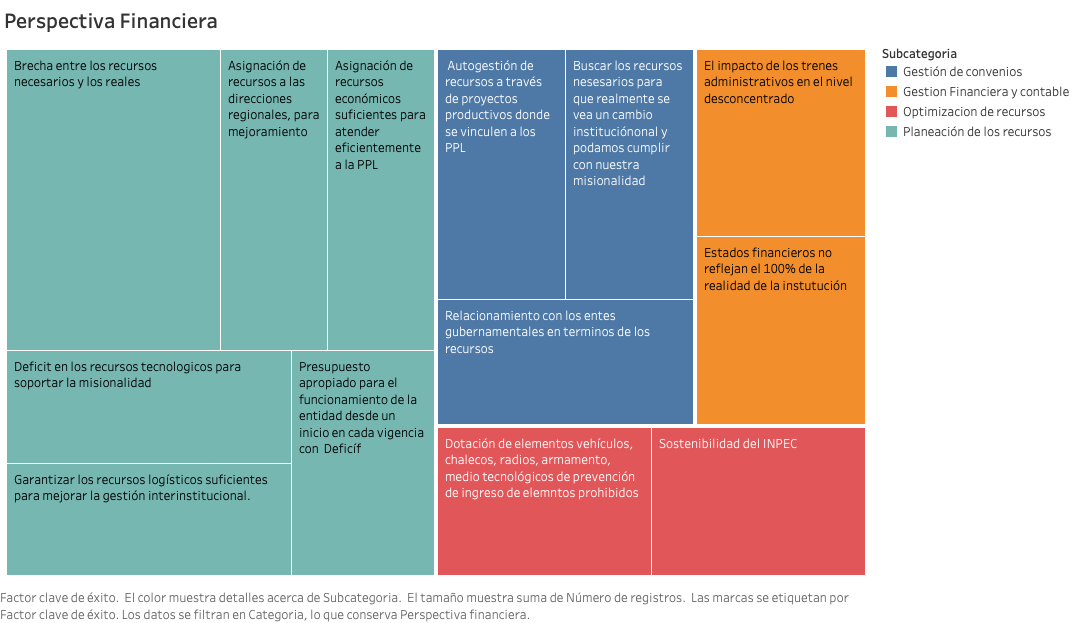 Perspectiva Financiera
Brecha entre los recursos
necesarios y los reales
Asignación de
recursos a las
direcciones
regionales, para
mejoramiento
Asignación de
recursos
económicos
suficientes para
atender
eficientemente
a la PPL
Deficit en los recursos tecnologicos para
soportar la misionalidad
Garantizar los recursos logísticos suficientes
para mejorar la gestión interinstitucional.
Presupuesto
apropiado para el
funcionamiento de la
entidad desde un
inicio en cada vigencia
con Deficíf
Autogestión de
recursos a través
de proyectos
productivos donde
se vinculen a los
PPL
Buscar los recursos
nesesarios para
que realmente se
vea un cambio
instituciónonal y
podamos cumplir
con nuestra
misionalidad
Relacionamiento con los entes
gubernamentales en terminos de los
recursos
El impacto de los trenes
administrativos en el nivel
desconcentrado
Estados financieros no
reflejan el 100% de la
realidad de la instutución
Dotación de elementos vehículos,
chalecos, radios, armamento,
medio tecnológicos de prevención
de ingreso de elemntos prohibidos
Sostenibilidad del INPEC
Subcategoria
Gestión de convenios
Gestion Financiera y contable
Optimizacion de recursos
Planeación de los recursos
Factor clave de éxito. El color muestra detalles acerca de Subcategoria. El tamaño muestra suma de Número de registros. Las marcas se etiquetan por
Factor clave de éxito. Los datos se filtran en Categoria, lo que conserva Perspectiva financiera.